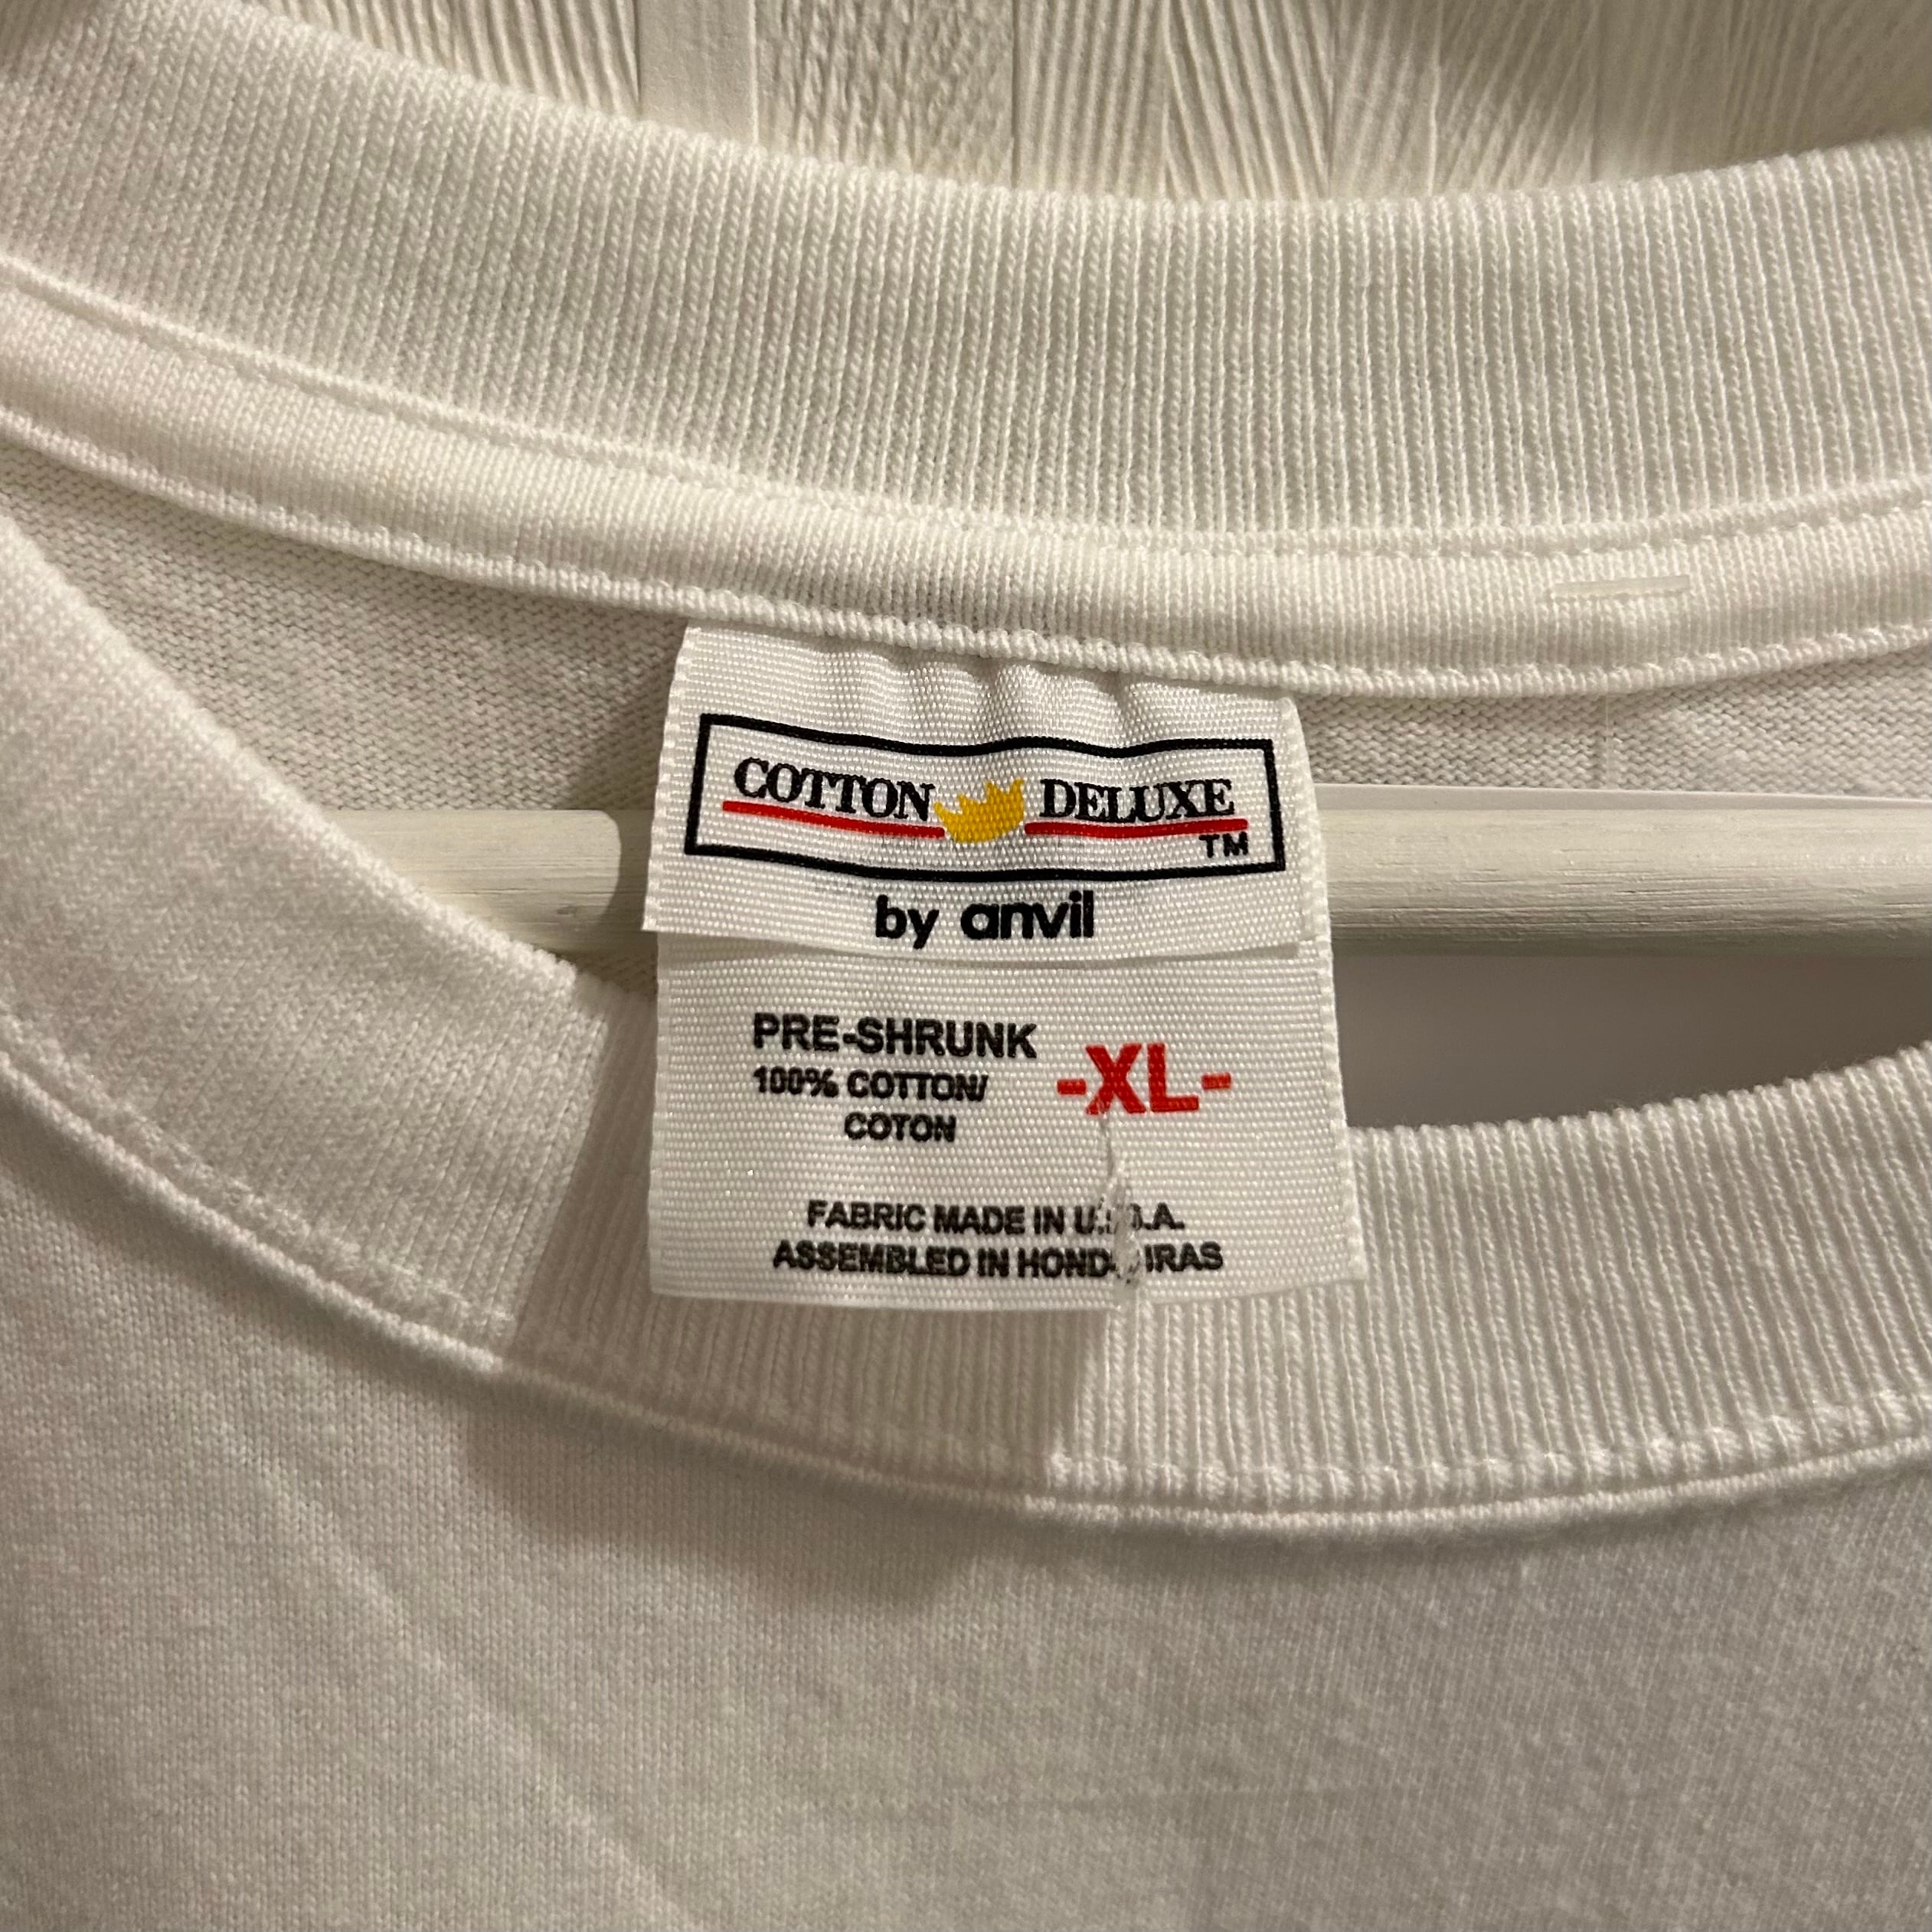 COTTON DELUXE
TM
by anvil
PRE-SHRUNK
100% COTTON/
COTON
-XL-
FABRIC MADE IN U.S.A.
ASSEMBLED IN HONDURAS